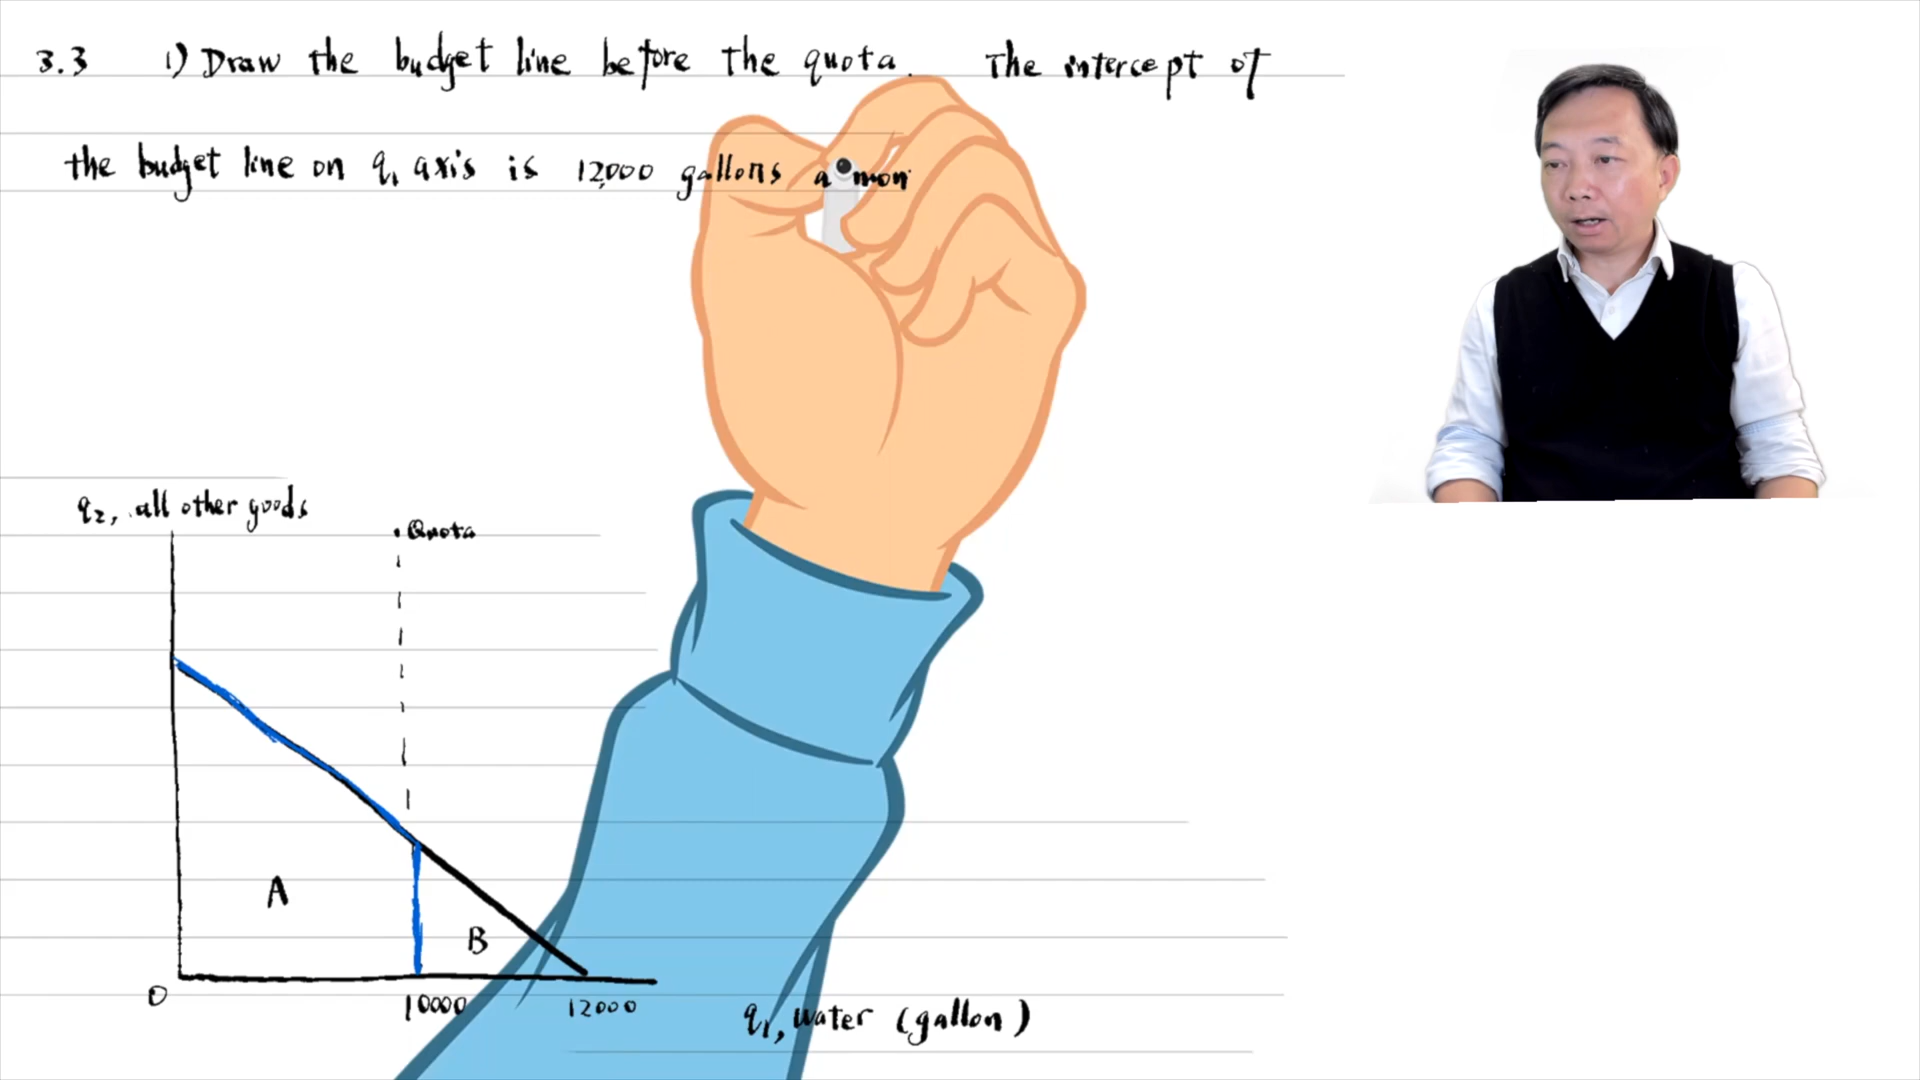 3.3 1) Draw the budget line before the quota. The intercept of
the budget line on q₁ axis is 12,000 gallons a mon
q₂, all other goods
Quota
A
B
0
10000
12000
q₁, water (gallon)